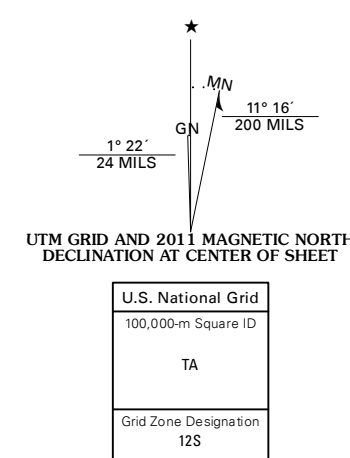 ★
MN
GN
11° 16´
200 MILS
1° 22´
24 MILS
UTM GRID AND 2011 MAGNETIC NORTH
DECLINATION AT CENTER OF SHEET
U.S. National Grid
100,000-m Square ID
TA
Grid Zone Designation
12S